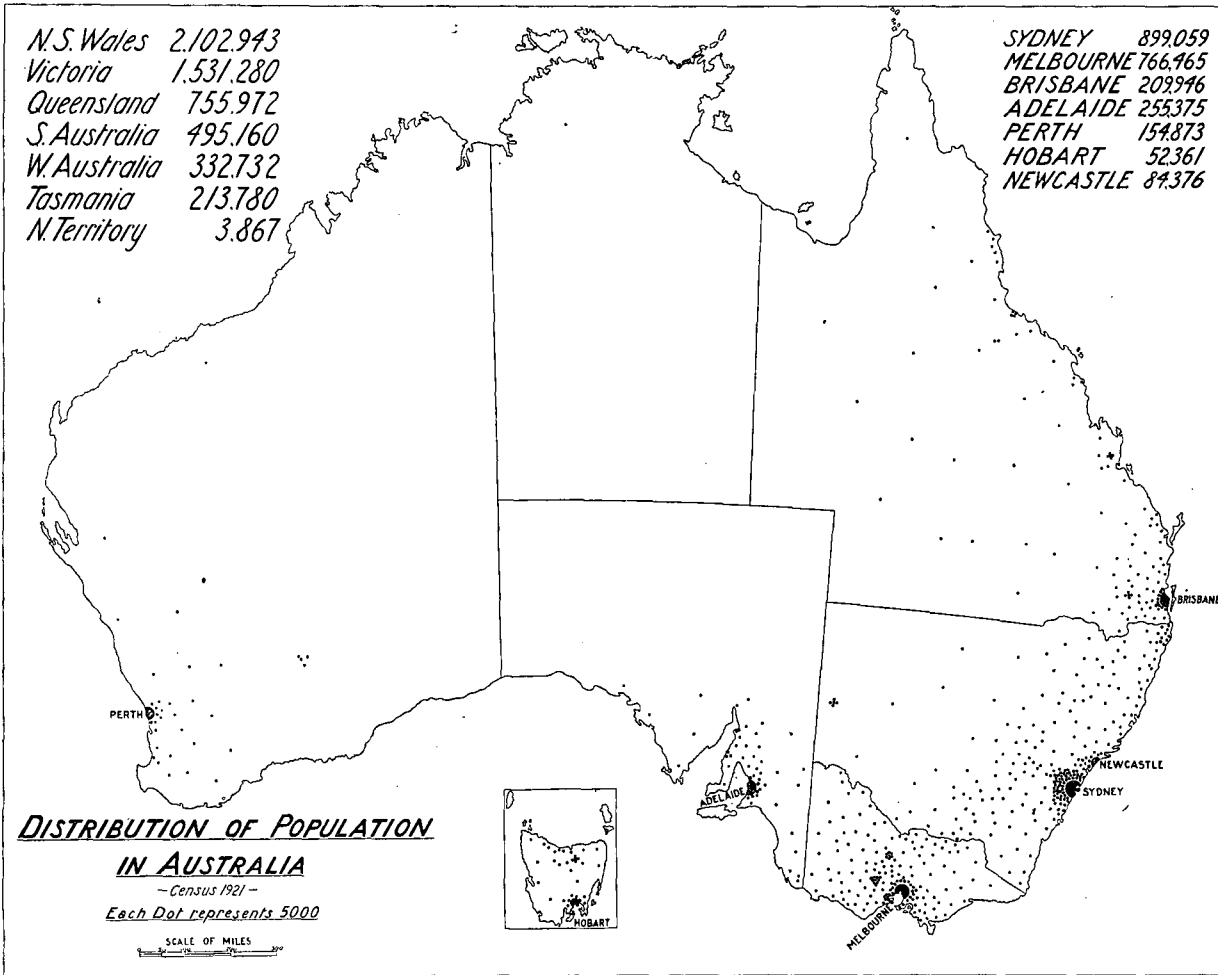 N.S. Wales 2.102.943
Victoria 1.531.280
Queensland 755.972
S. Australia 495.160
W. Australia 332.732
Tasmania 213.780
N. Territory 3.867
SYDNEY 899.059
MELBOURNE 766,465
BRISBANE 209,946
ADELAIDE 255,375
PERTH 154.873
HOBART 52,361
NEWCASTLE 84,376
BRISBANE
PERTH
NEWCASTLE
SYDNEY
ADELAIDE
MELBOURNE
HOBART
DISTRIBUTION OF POPULATION
IN AUSTRALIA
- Census 1921 -
Each Dot represents 5000
SCALE OF MILES